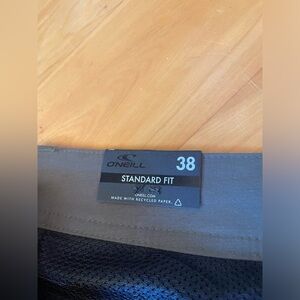 O'NEILL
38
STANDARD FIT
ONEILL.COM
MADE WITH RECYCLED PAPER.